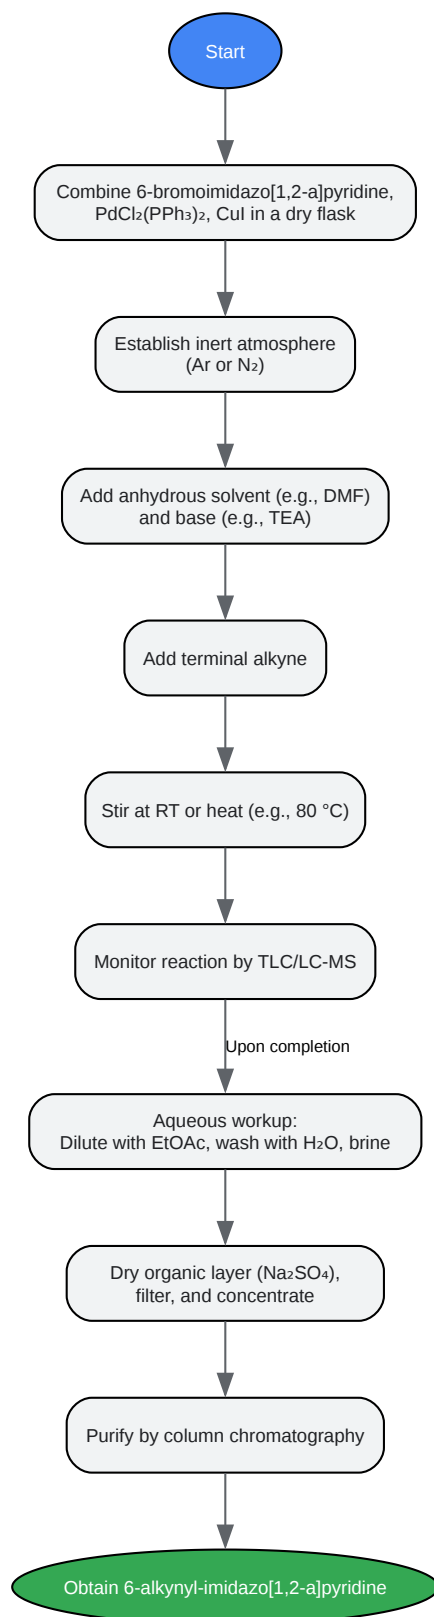 Start
Combine 6-bromoimidazo[1,2-a]pyridine,
PdCl₂(PPh₃)₂, CuI in a dry flask
Establish inert atmosphere
(Ar or N₂)
Add anhydrous solvent (e.g., DMF)
and base (e.g., TEA)
Add terminal alkyne
Stir at RT or heat (e.g., 80 °C)
Monitor reaction by TLC/LC-MS
Upon completion
Aqueous workup:
Dilute with EtOAc, wash with H₂O, brine
Dry organic layer (Na₂SO₄),
filter, and concentrate
Purify by column chromatography
Obtain 6-alkynyl-imidazo[1,2-a]pyridine